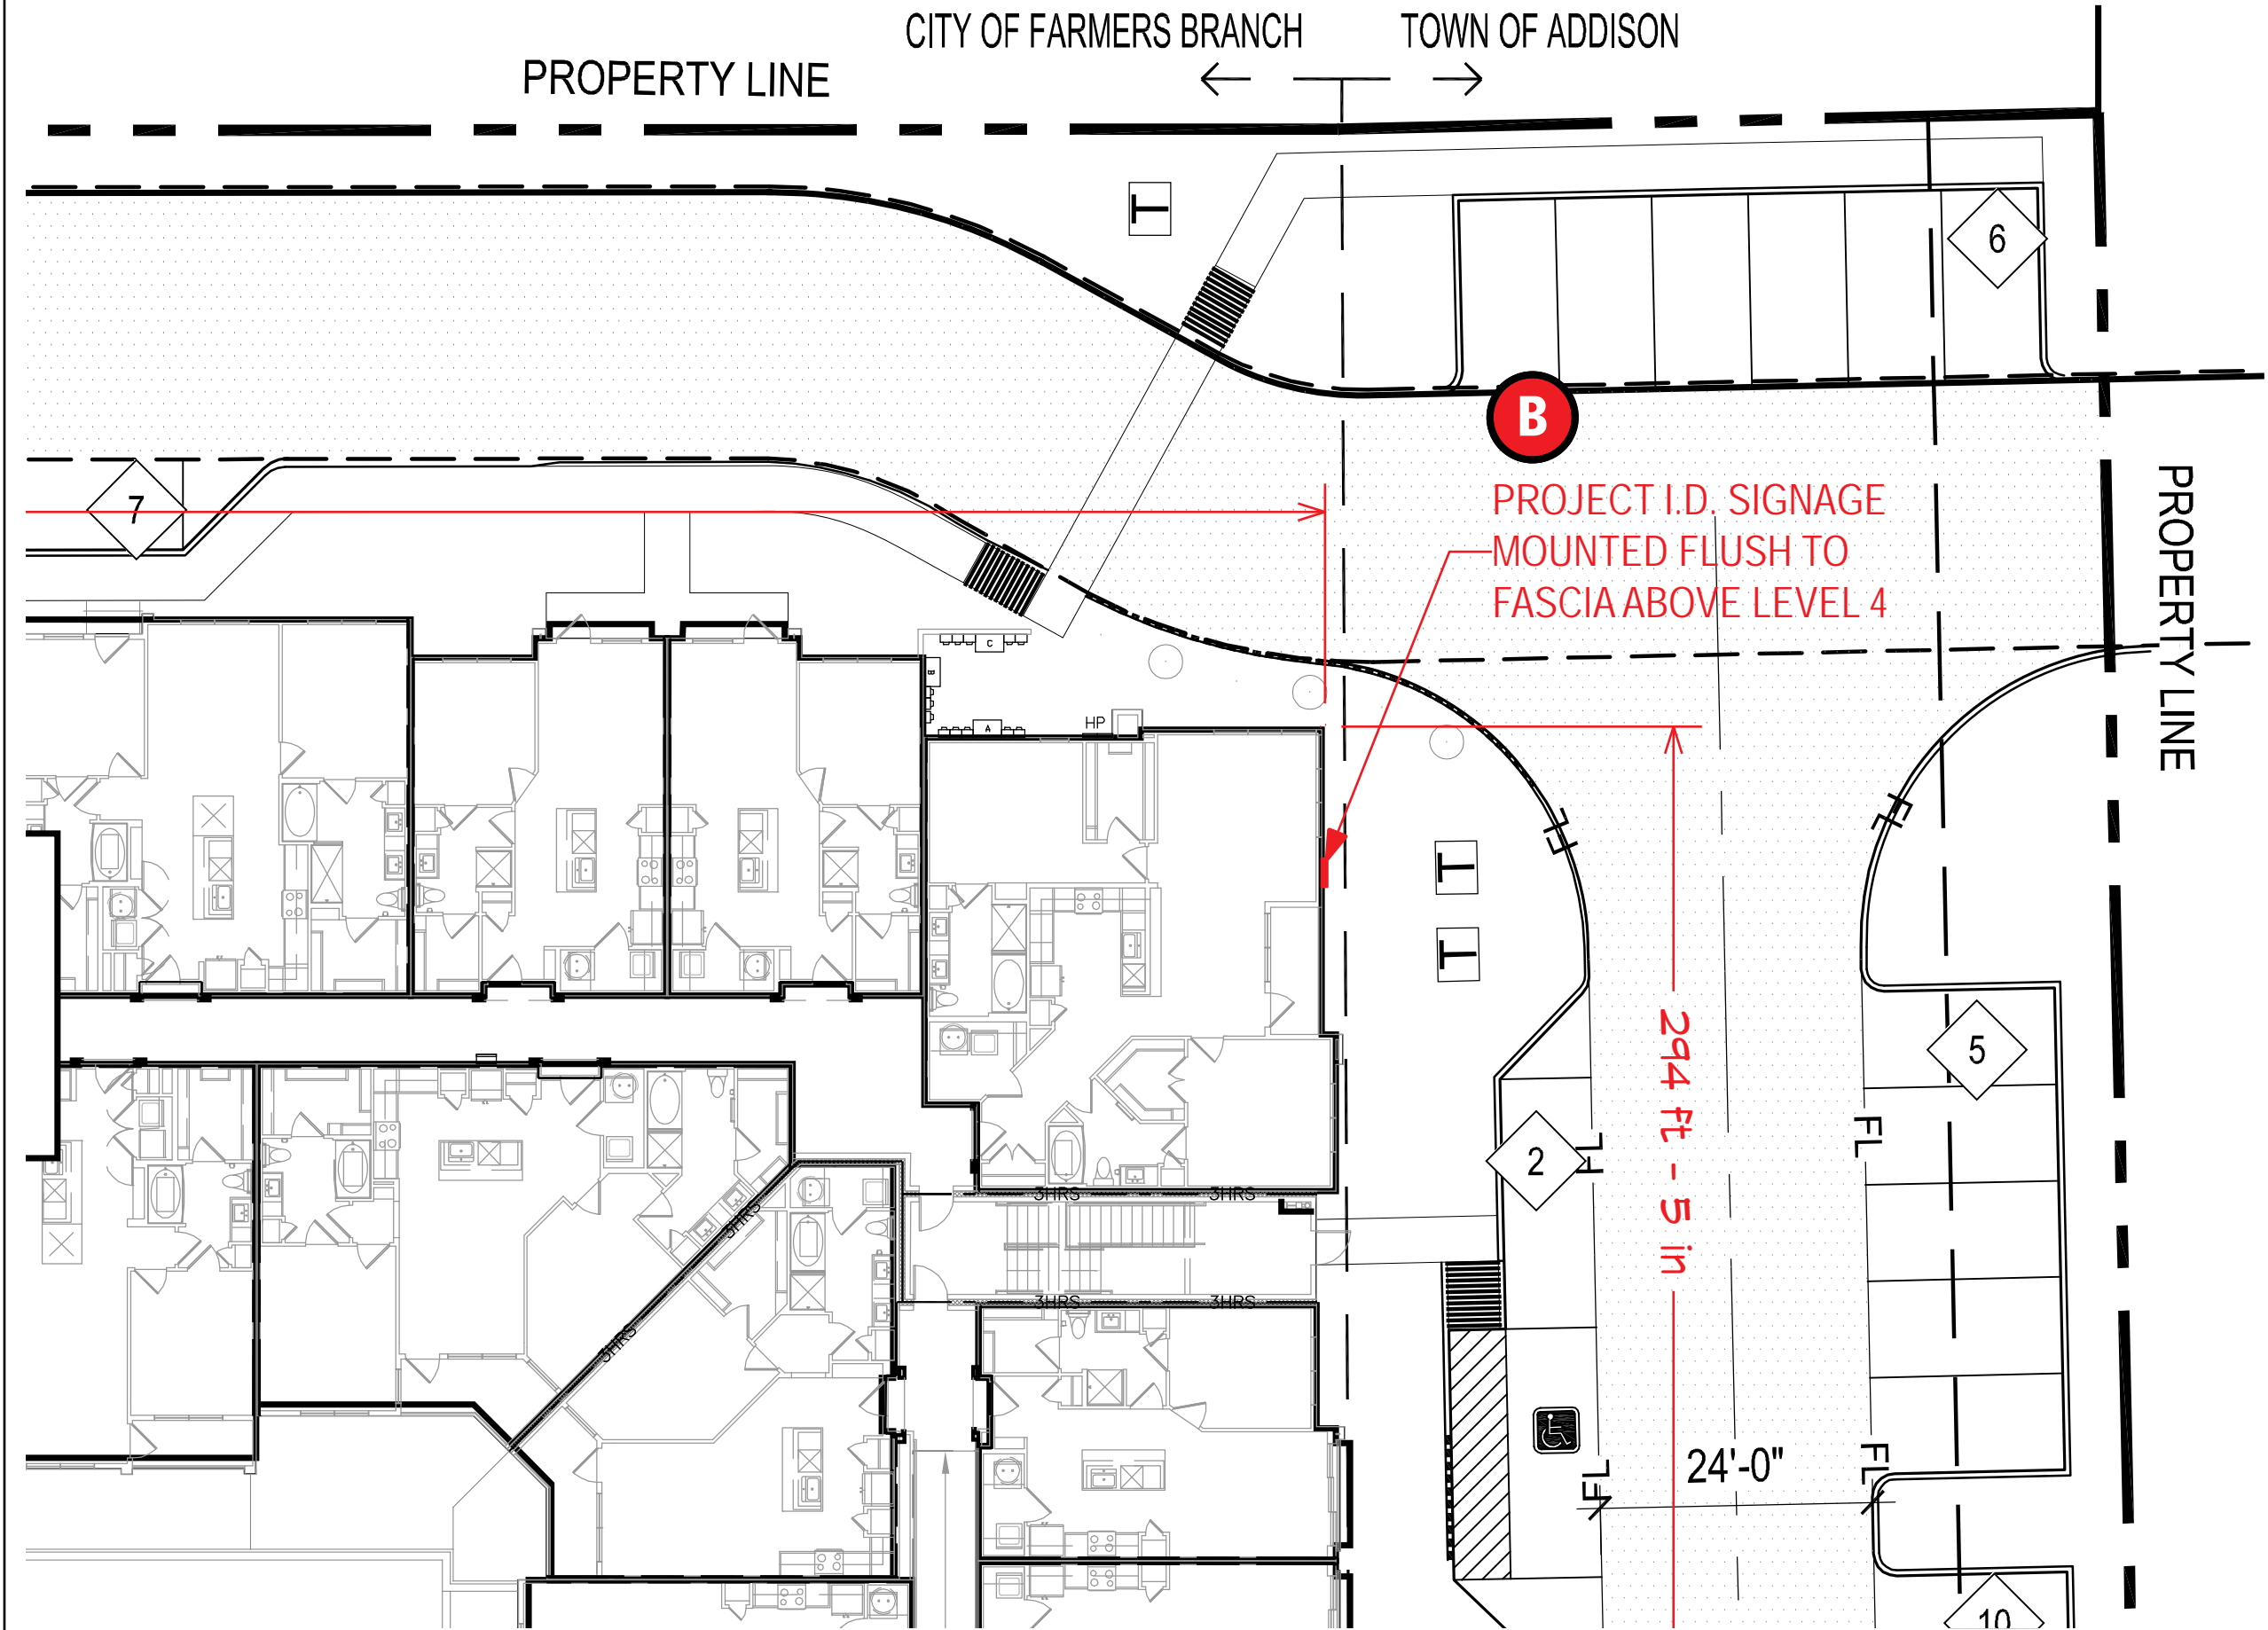 CITY OF FARMERS BRANCH
TOWN OF ADDISON
PROPERTY LINE
T
6
B
7
PROJECT I.D. SIGNAGE
MOUNTED FLUSH TO
FASCIA ABOVE LEVEL 4
PROPERTY LINE
C
B
A
HP
FL
FL
T
T
294 ft - 5 in
5
2
FL
FL
3HRS
3HRS
3HRS
3HRS
3HRS
3HRS
24'-0"
FL
FL
10